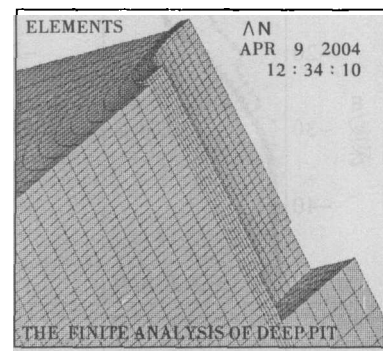 ELEMENTS
ΛN
APR 9 2004
12 : 34 : 10
THE FINITE ANALYSIS OF DEEP PIT